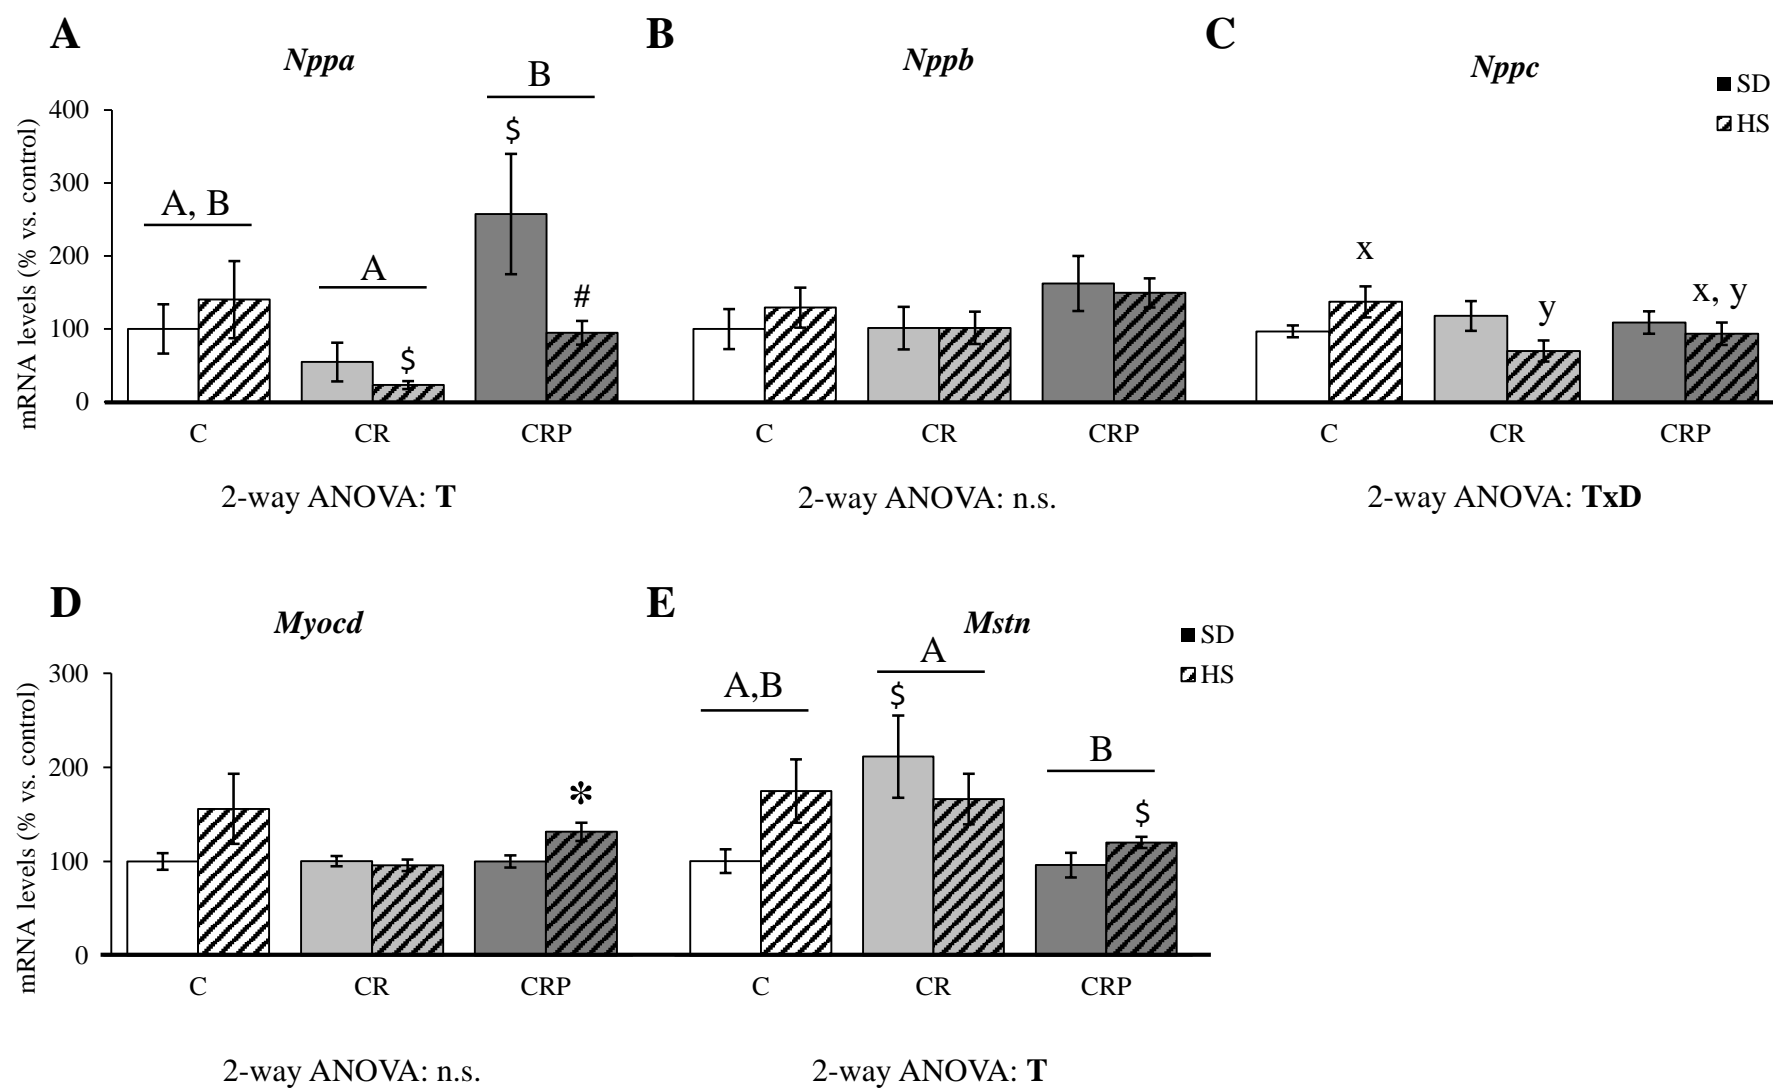 A
Nppa
B
Nppb
C
Nppc
SD
HS
mRNA levels (% vs. control)
400
300
200
100
0
A, B
A
$
B
$
#
x
y
x, y
C
CR
CRP
C
CR
CRP
C
CR
CRP
2-way ANOVA: T
2-way ANOVA: n.s.
2-way ANOVA: TxD
D
Myocd
E
Mstn
SD
HS
mRNA levels (% vs. control)
300
200
100
0
*
A,B
A
$
B
$
C
CR
CRP
C
CR
CRP
2-way ANOVA: n.s.
2-way ANOVA: T